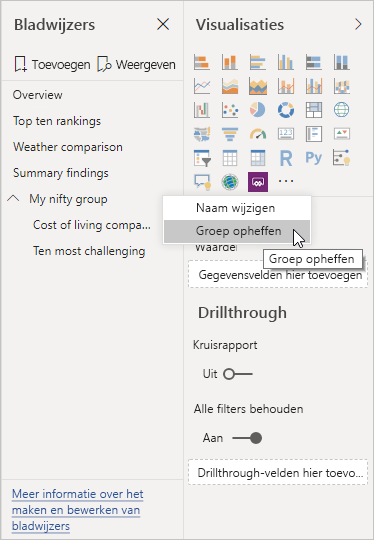 Bladwijzers
Toevoegen
Weergeven
Overview
Top ten rankings
Weather comparison
Summary findings
My nifty group
Cost of living compa...
Ten most challenging
Meer informatie over het
maken en bewerken van
bladwijzers
Visualisaties
123
R
Py
Naam wijzigen
Groep opheffen
Groep opheffen
Gegevensvelden hier toevoegen
Drillthrough
Kruisrapport
Uit
Alle filters behouden
Aan
Drillthrough-velden hier toevo...